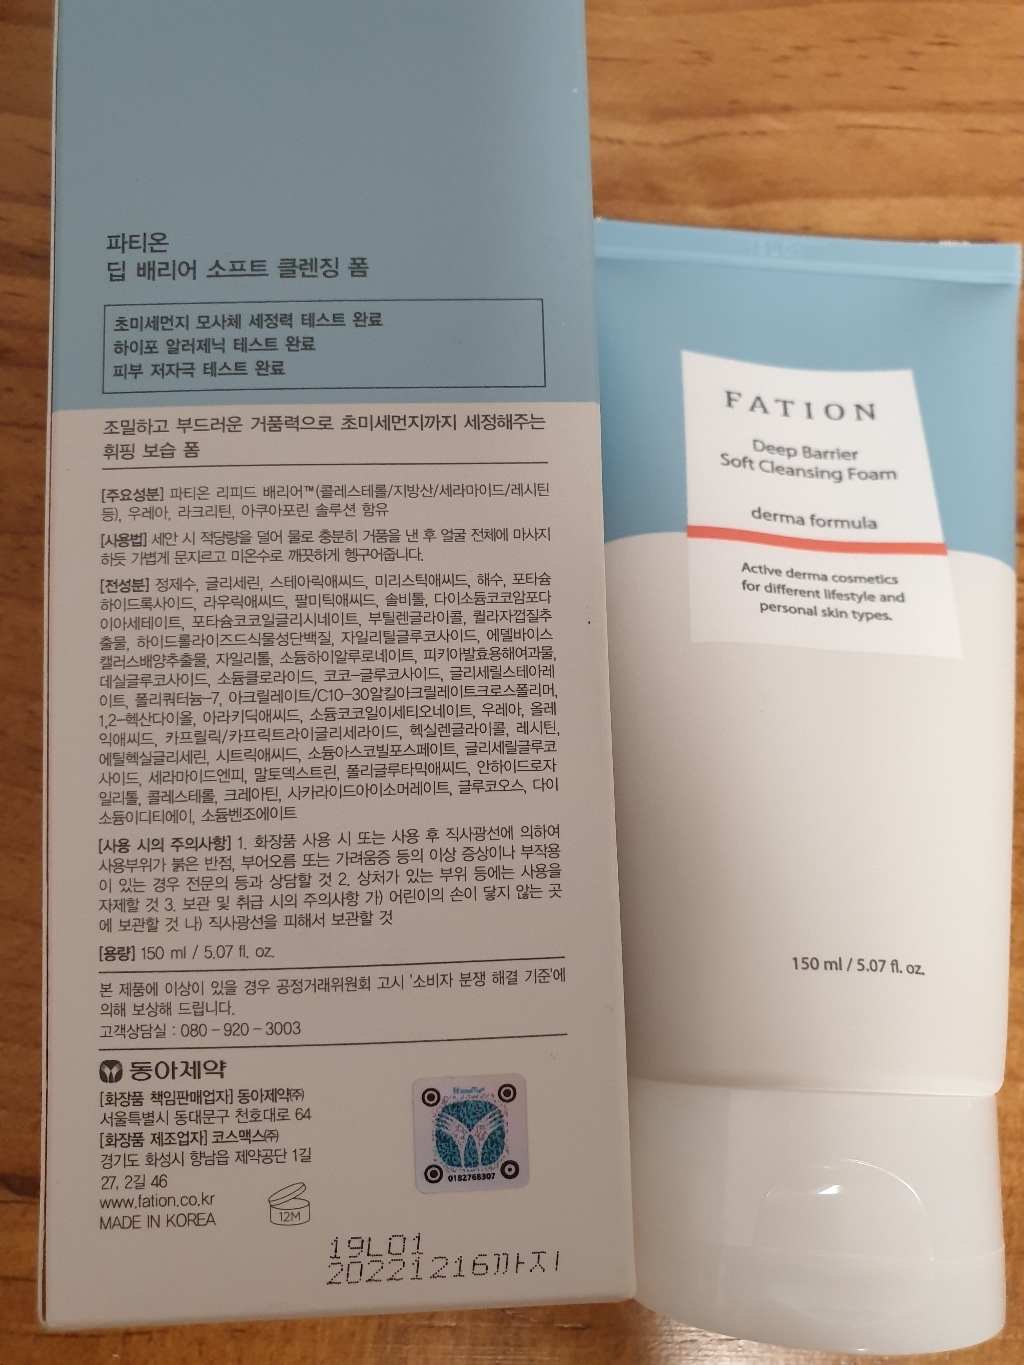 파티온
딥 배리어 소프트 클렌징 폼
초미세먼지 모사체 세정력 테스트 완료
하이포 알러제닉 테스트 완료
피부 저자극 테스트 완료
조밀하고 부드러운 거품력으로 초미세먼지까지 세정해주는
휘핑 보습 폼
[주요성분] 파티온 리피드 배리어™(콜레스테롤/지방산/세라마이드/레시틴
등), 우레아, 라크리틴, 아쿠아포린 솔루션 함유
[사용법] 세안 시 적당량을 덜어 물로 충분히 거품을 낸 후 얼굴 전체에 마사지
하듯 가볍게 문지르고 미온수로 깨끗하게 헹구어줍니다.
[전성분] 정제수, 글리세린, 스테아릭애씨드, 미리스틱애씨드, 해수, 포타슘
하이드록사이드, 라우릭애씨드, 팔미틱애씨드, 솔비톨, 다이소듐코코암포다
이아세테이트, 포타슘코코일글리시네이트, 부틸렌글라이콜, 퀼라자껍질추
출물, 하이드롤라이즈드식물성단백질, 자일리틸글루코사이드, 에델바이스
캘러스배양추출물, 자일리톨, 소듐하이알루로네이트, 피키아발효용해여과물,
데실글루코사이드, 소듐클로라이드, 코코-글루코사이드, 글리세릴스테아레
이트, 폴리쿼터늄-7, 아크릴레이트/C10-30알킬아크릴레이트크로스폴리머,
1,2-헥산다이올, 아라키딕애씨드, 소듐코코일이세티오네이트, 우레아, 올레
익애씨드, 카프릴릭/카프릭트라이글리세라이드, 헥실렌글라이콜, 레시틴,
에틸헥실글리세린, 시트릭애씨드, 소듐아스코빌포스페이트, 글리세릴글루코
사이드, 세라마이드엔피, 말토덱스트린, 폴리글루타믹애씨드, 얀하이드로자
일리톨, 콜레스테롤, 크레아틴, 사카라이드아이소머레이트, 글루코오스, 다이
소듐이디티에이, 소듐벤조에이트
[사용 시의 주의사항] 1. 화장품 사용 시 또는 사용 후 직사광선에 의하여
사용부위가 붉은 반점, 부어오름 또는 가려움증 등의 이상 증상이나 부작용
이 있는 경우 전문의 등과 상담할 것 2. 상처가 있는 부위 등에는 사용을
자제할 것 3. 보관 및 취급 시의 주의사항 가) 어린이의 손이 닿지 않는 곳
에 보관할 것 나) 직사광선을 피해서 보관할 것
[용량] 150 ml / 5.07 fl. oz.
본 제품에 이상이 있을 경우 공정거래위원회 고시 '소비자 분쟁 해결 기준'에
의해 보상해 드립니다.
고객상담실 : 080-920-3003
동아제약
[화장품 책임판매업자] 동아제약㈜
서울특별시 동대문구 천호대로 64
[화장품 제조업자] 코스맥스㈜
경기도 화성시 향남읍 제약공단 1길
27, 2길 46
www.fation.co.kr
MADE IN KOREA
12M
0182768307
19L01
20221216까지
FATION
Deep Barrier
Soft Cleansing Foam
derma formula
Active derma cosmetics
for different lifestyle and
personal skin types.
150 ml / 5.07 fl. oz.